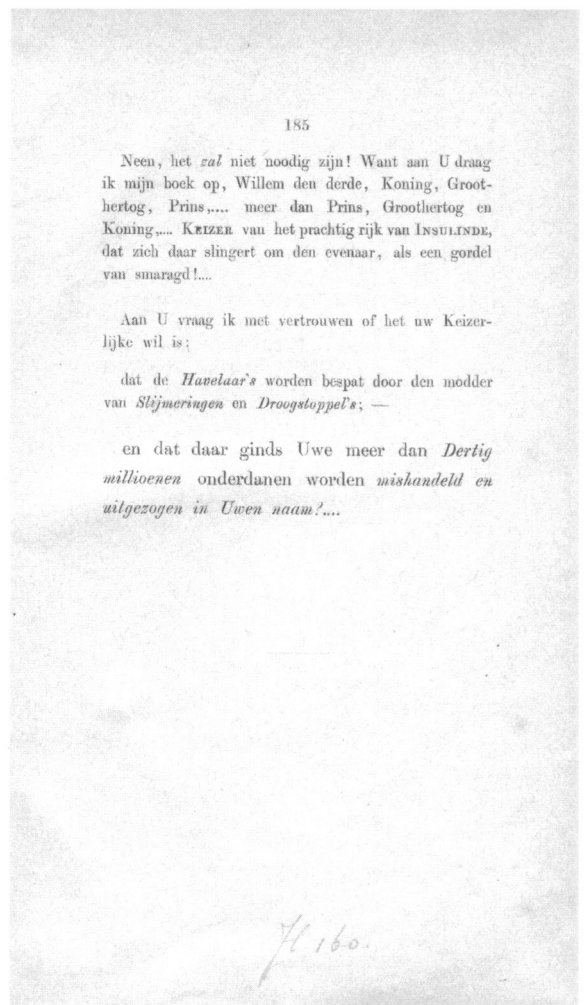 185
Neen, het zal niet noodig zijn! Want aan U draag
ik mijn boek op, Willem den derde, Koning, Groot-
hertog, Prins,.... meer dan Prins, Groothertog en
Koning,.... KEIZER van het prachtig rijk van INSULINDE,
dat zich daar slingert om den evenaar, als een gordel
van smaragd!....
Aan U vraag ik met vertrouwen of het uw Keizer-
lijke wil is:
dat de Havelaar's worden bespat door den modder
van Slijmeringen en Droogstoppel's; —
en dat daar ginds Uwe meer dan Dertig
millioenen onderdanen worden mishandeld en
uitgezogen in Uwen naam?....
160.